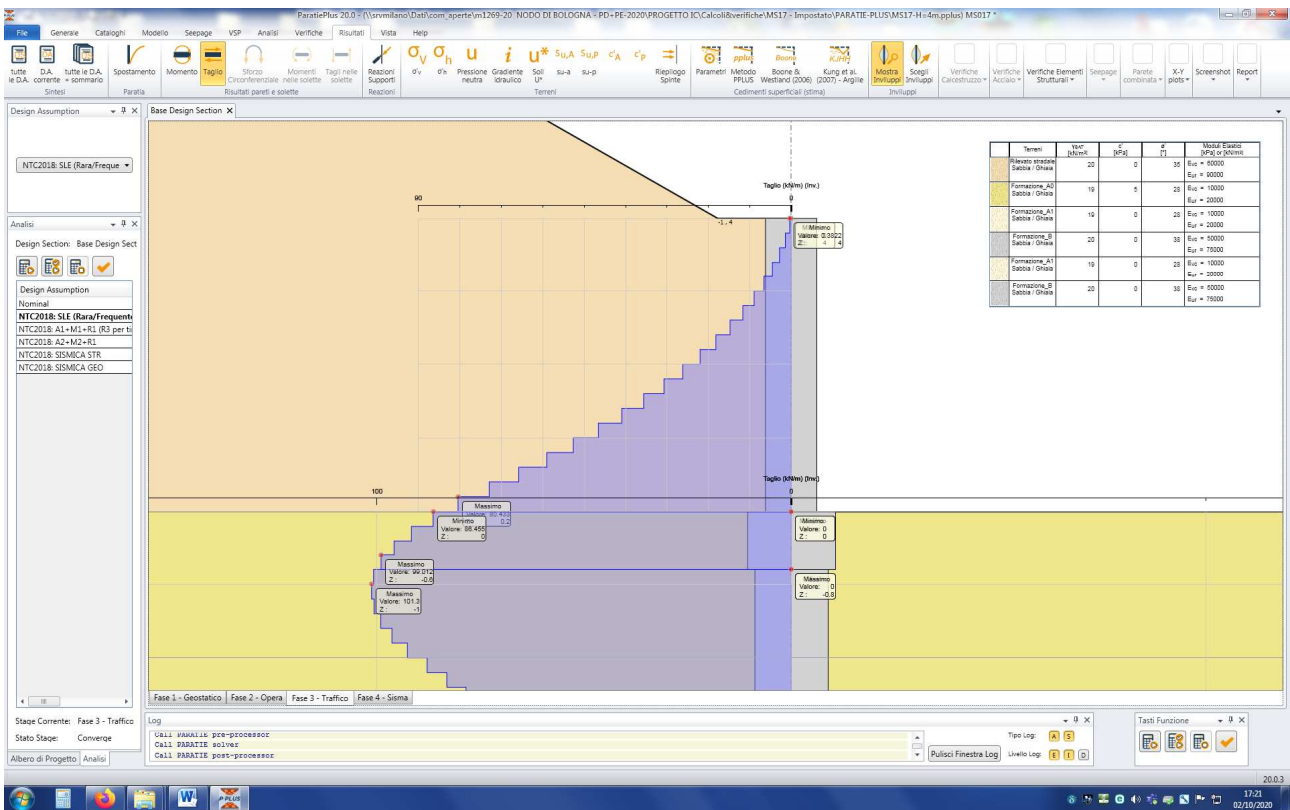 ParatiePlus 20.0 - (\\srvmilano\Dati\com_aperte\m1269-20 NODO DI BOLOGNA - PD+PE-2020\PROGETTO IC\Calcoli&verifiche\MS17 - Impostato\PARATIE-PLUS\MS17-H=4m.pplus) MS017 *
File Generale Cataloghi Modello Seepage VSP Analisi Verifiche Risultati Vista Help
σV σh u i u* Su,A Su,P c'A c'P pplus Boone KJHH
tutte le D.A. D.A. corrente tutte le D.A. + sommario Spostamento Momento Taglio Sforzo Circonferenziale Momenti nelle solette Tagli nelle solette Reazioni Supporti σ'v σ'h Pressione neutra Gradiente idraulico Soil U* su-a su-p Riepilogo Spinte Parametri Metodo PPLUS Boone & Westland (2006) Kung et al. (2007) - Argille Mostra Inviluppi Scegli Inviluppi Verifiche Calcestruzzo Verifiche Acciaio Verifiche Elementi Strutturali Seepage Parete combinata X-Y plots Screenshot Report
Sintesi Paratia Risultati pareti e solette Reazioni Terreni Cedimenti superficiali (stima) Inviluppi
Design Assumption
Base Design Section X
NTC2018: SLE (Rara/Freque
Analisi
Design Section: Base Design Sect
Design Assumption
Nominal
NTC2018: SLE (Rara/Frequent
NTC2018: A1+M1+R1 (R3 per ti
NTC2018: A2+M2+R1
NTC2018: SISMICA STR
NTC2018: SISMICA GEO
Taglio (kN/m) (Inv.)
90 0
-1.4
Minimo
Valore: 0.3822
Z : 4
Terreni γSAT [kN/m³] c' [kPa] ø' [°] Moduli Elastici [kPa] or [kN/m³]
Rilevato stradale Sabbia / Ghiaia 20 0 35 Evc = 60000 Eur = 90000
Formazione_A0 Sabbia / Ghiaia 19 5 28 Evc = 10000 Eur = 20000
Formazione_A1 Sabbia / Ghiaia 19 0 28 Evc = 10000 Eur = 20000
Formazione_B Sabbia / Ghiaia 20 0 38 Evc = 50000 Eur = 75000
Formazione_A1 Sabbia / Ghiaia 19 0 28 Evc = 10000 Eur = 20000
Formazione_B Sabbia / Ghiaia 20 0 38 Evc = 50000 Eur = 75000
Taglio (kN/m) (Inv.)
100 0
Massimo
Valore: 80.433
0.2
Minimo
Valore: 86.455
Z : 0
Minimo:
Valore: 0
Z : 0
Massimo
Valore: 99.012
Z : -0.6
Massimo
Valore: 0
Z : -0.8
Massimo
Valore: 101.3
Z : -1
Fase 1 - Geostatico Fase 2 - Opera Fase 3 - Traffico Fase 4 - Sisma
Stage Corrente: Fase 3 - Traffico
Stato Stage: Converge
Albero di Progetto Analisi
Log
Call PARATIE pre-processor
Call PARATIE solver
Call PARATIE post-processor
Pulisci Finestra Log
Tipo Log: A S
Livello Log: E I D
Tasti Funzione
20.0.3
P-PLUS
17:21
02/10/2020